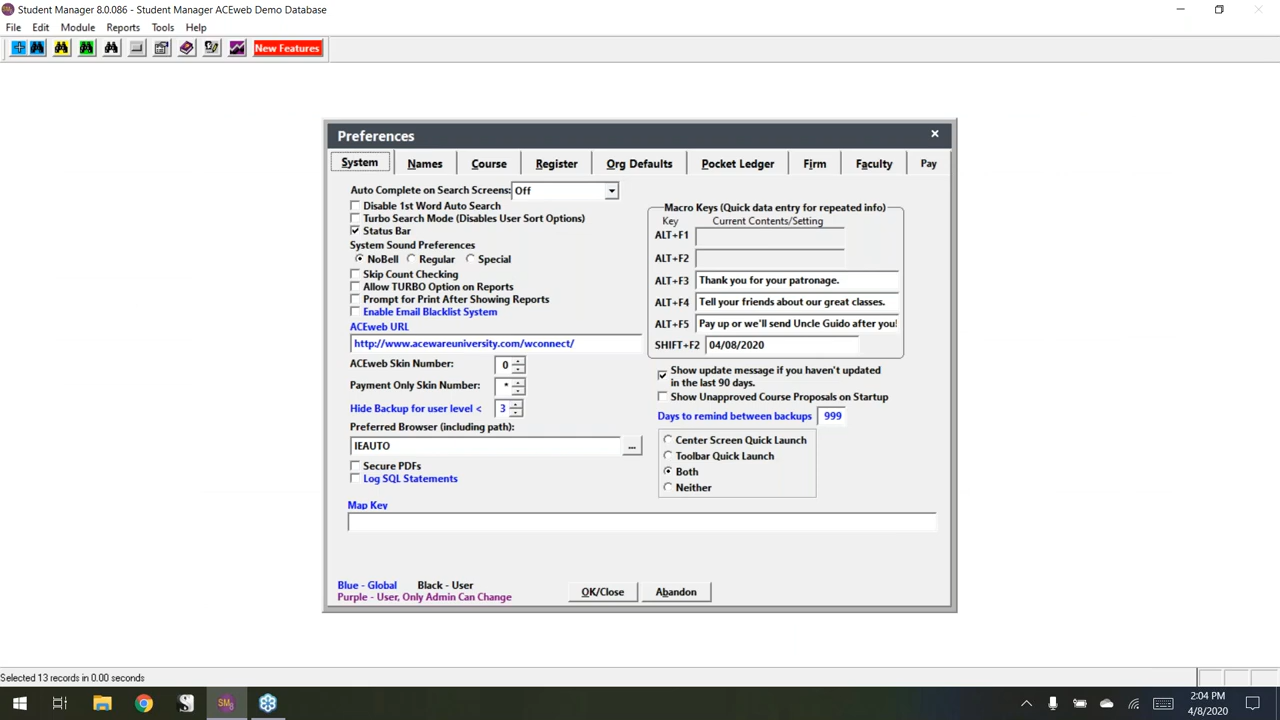 Student Manager 8.0.086 - Student Manager ACEweb Demo Database
File Edit Module Reports Tools Help
New Features
Preferences
System Names Course Register Org Defaults Pocket Ledger Firm Faculty Pay
Auto Complete on Search Screens: Off
Disable 1st Word Auto Search
Turbo Search Mode (Disables User Sort Options)
Status Bar
System Sound Preferences
NoBell Regular Special
Skip Count Checking
Allow TURBO Option on Reports
Prompt for Print After Showing Reports
Enable Email Blacklist System
ACEweb URL
http://www.acewareuniversity.com/wconnect/
ACEweb Skin Number: 0
Payment Only Skin Number: *
Hide Backup for user level < 3
Preferred Browser (including path):
IEAUTO ...
Secure PDFs
Log SQL Statements
Map Key
Macro Keys (Quick data entry for repeated info)
Key Current Contents/Setting
ALT+F1
ALT+F2
ALT+F3 Thank you for your patronage.
ALT+F4 Tell your friends about our great classes.
ALT+F5 Pay up or we'll send Uncle Guido after you!
SHIFT+F2 04/08/2020
Show update message if you haven't updated
in the last 90 days.
Show Unapproved Course Proposals on Startup
Days to remind between backups 999
Center Screen Quick Launch
Toolbar Quick Launch
Both
Neither
Blue - Global Black - User
Purple - User, Only Admin Can Change
OK/Close Abandon
Selected 13 records in 0.00 seconds
SM8
2:04 PM
4/8/2020